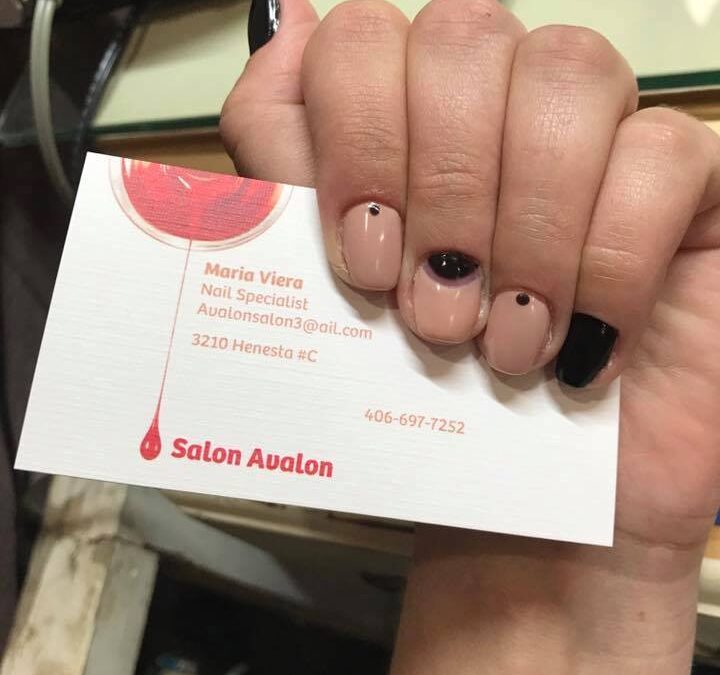 Maria Viera
Nail Specialist
Avalonsalon3@ail.com
3210 Henesta #C
406-697-7252
Salon Avalon